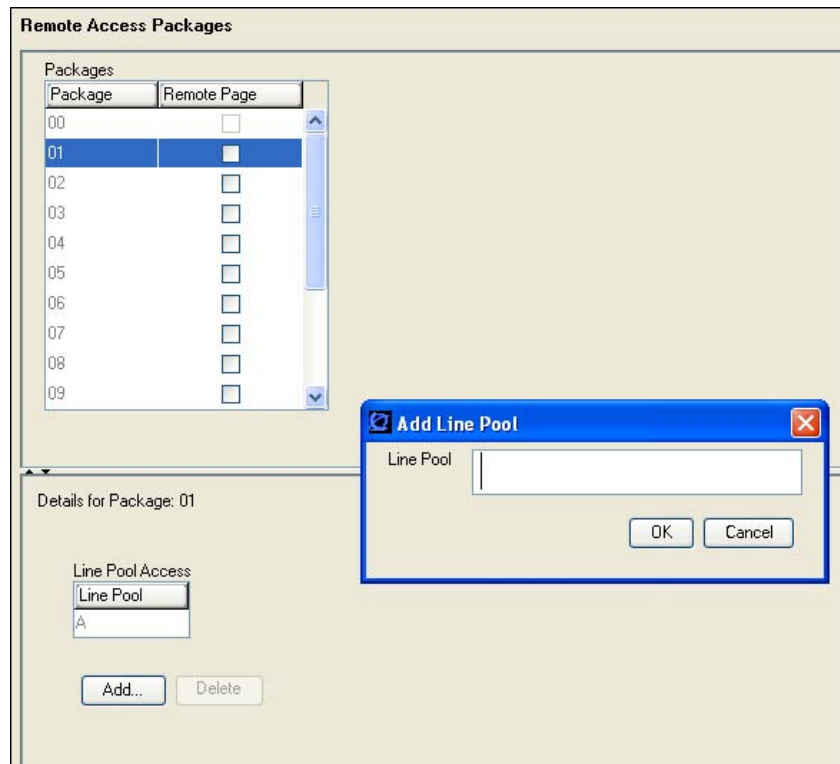 Remote Access Packages
Packages
Package Remote Page
00
01
02
03
04
05
06
07
08
09
Add Line Pool
Line Pool
OK Cancel
Details for Package: 01
Line Pool Access
Line Pool
A
Add... Delete